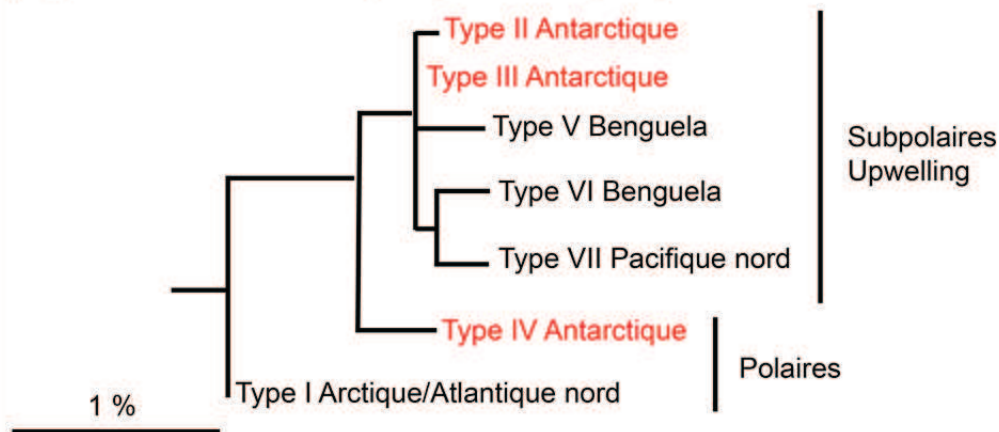 Type II Antarctique
Type III Antarctique
Type V Benguela
Subpolaires
Upwelling
Type VI Benguela
Type VII Pacifique nord
Type IV Antarctique
Polaires
Type I Arctique/Atlantique nord
1 %